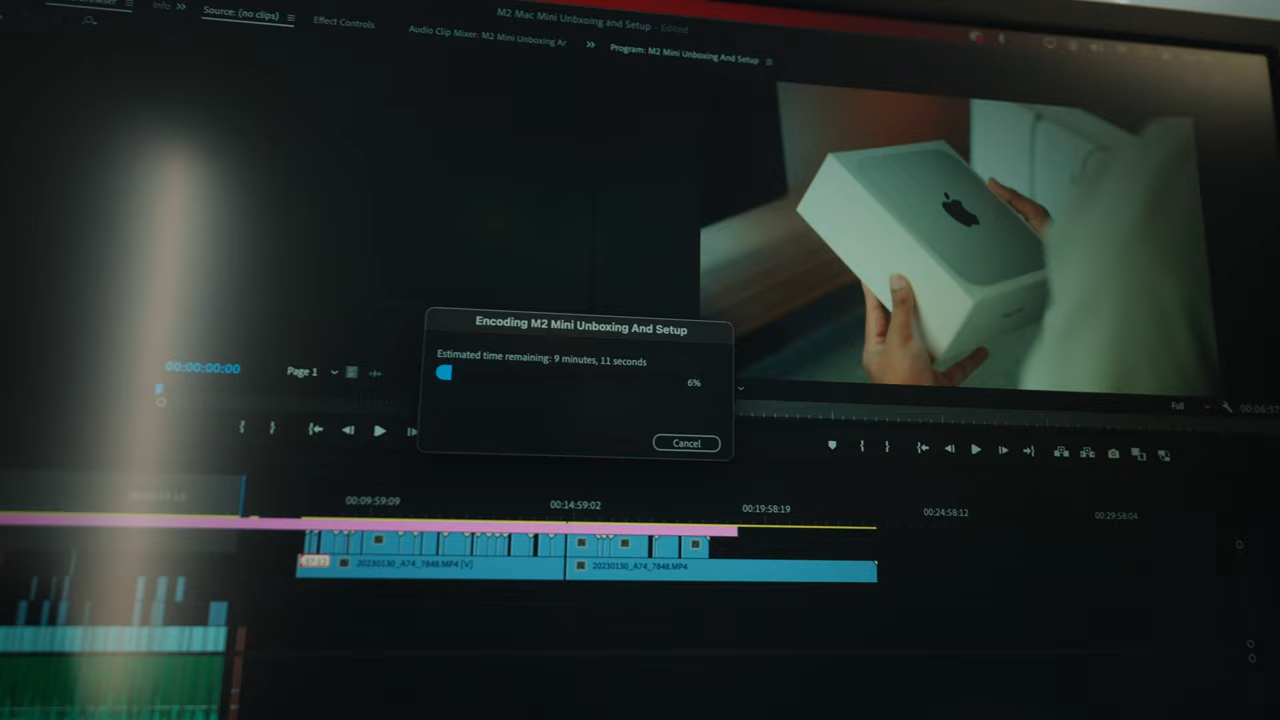 Info
Source: (no clips)
Effect Controls
Audio Clip Mixer: M2 Mini Unboxing Ar
M2 Mac Mini Unbxoing and Setup - Edited
Program: M2 Mini Unboxing And Setup
Encoding M2 Mini Unboxing And Setup
Estimated time remaining: 9 minutes, 11 seconds
6%
Cancel
00:00:00:00
Page 1
Full
00:09:59:09
00:14:59:02
00:19:58:19
00:24:58:12
00:29:58:04
20230130_A74_7848.MP4 [V]
20230130_A74_7848.MP4